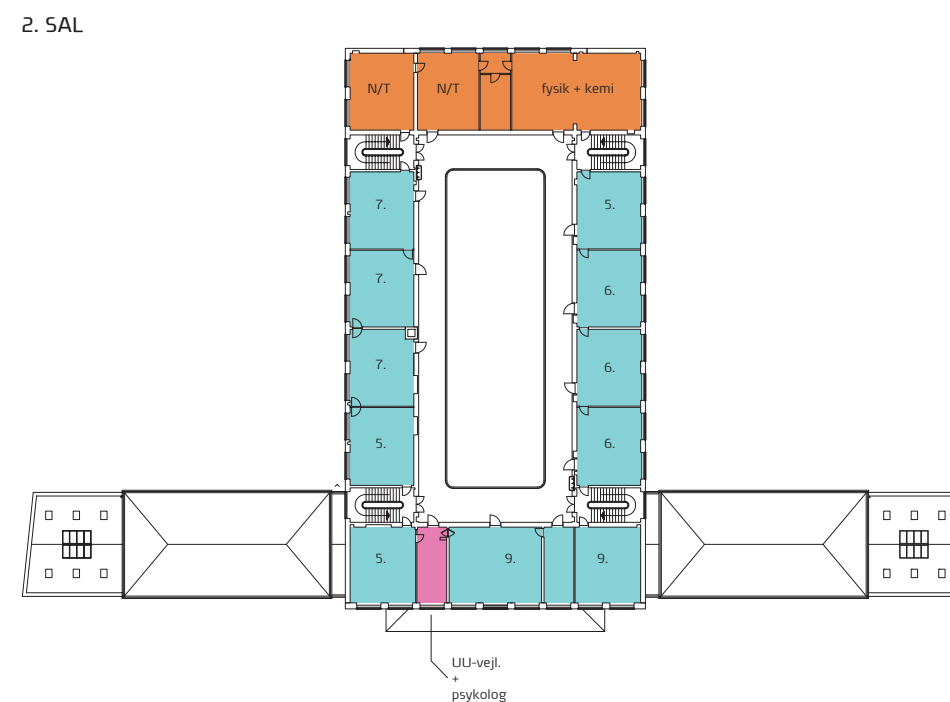 2. SAL
N/T
N/T
fysik + kemi
7.
5.
7.
6.
7.
6.
5.
6.
5.
9.
9.
UU-vejl.
+
psykolog